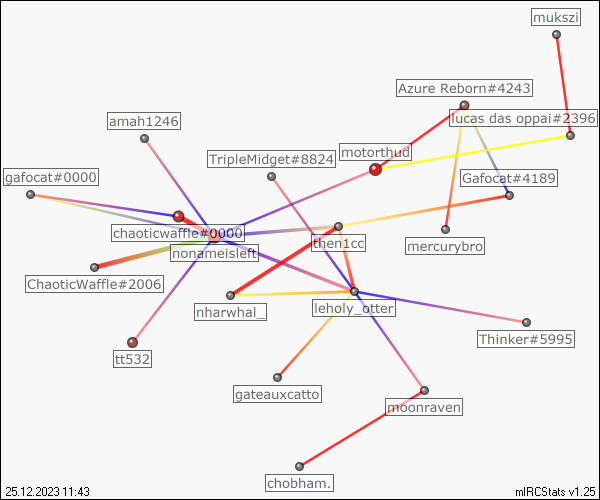 mukszi
Azure Reborn#4243
lucas das oppai#2396
amah1246
motorthud
TripleMidget#8824
gafocat#0000
Gafocat#4189
chaoticwaffle#0000
then1cc
mercurybro
nonameisleft
ChaoticWaffle#2006
nharwhal_
leholy_otter
Thinker#5995
tt532
gateauxcatto
moonraven
chobham.
25.12.2023 11:43
mIRCStats v1.25